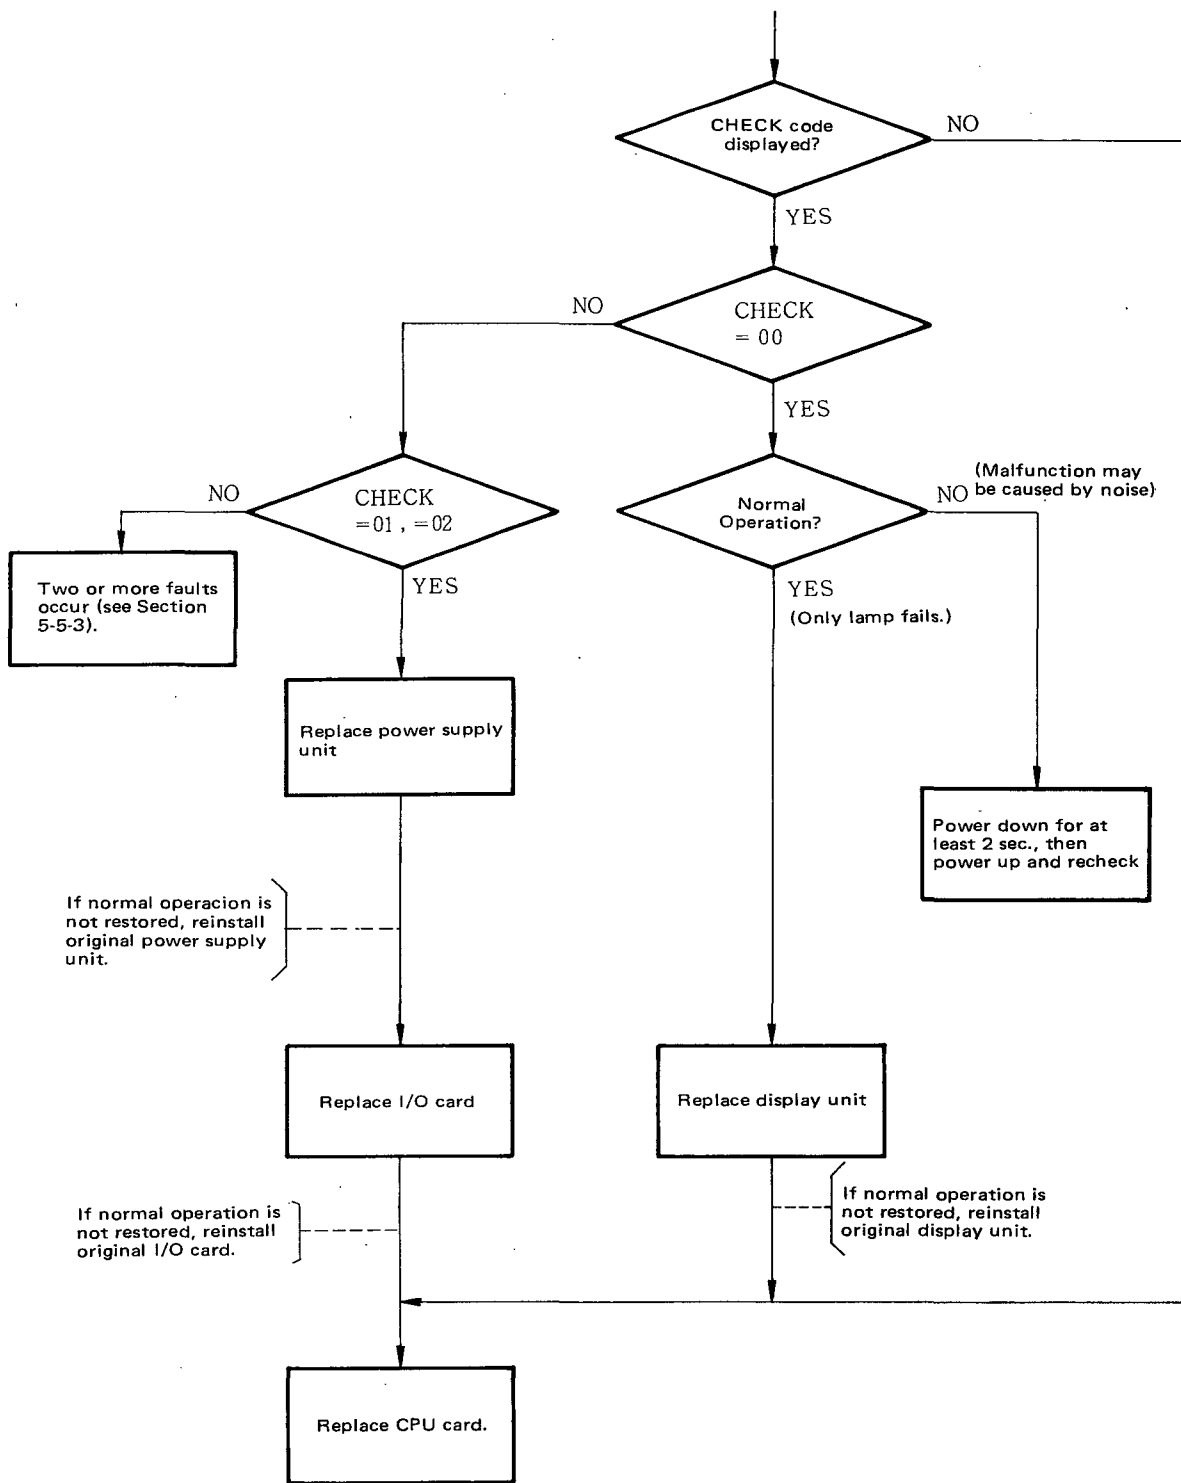 CHECK code
displayed?
NO
YES
NO
CHECK
= 00
YES
NO
CHECK
=01 , =02
YES
Normal
Operation?
NO
(Malfunction may
be caused by noise)
YES
(Only lamp fails.)
Two or more faults
occur (see Section
5-5-3).
Replace power supply
unit
Power down for at
least 2 sec., then
power up and recheck
If normal operacion is
not restored, reinstall
original power supply
unit.
Replace I/O card
Replace display unit
If normal operation is
not restored, reinstall
original I/O card.
If normal operation is
not restored, reinstall
original display unit.
Replace CPU card.